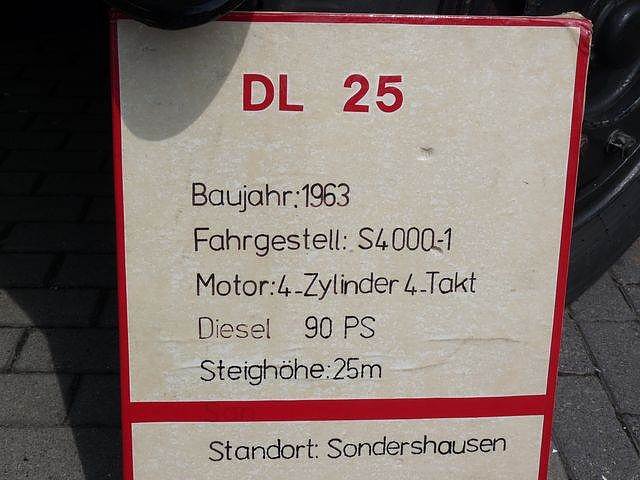 DL 25
Baujahr:1963
Fahrgestell: S4000-1
Motor:4-Zylinder 4-Takt
Diesel 90 PS
Steighöhe:25m
Standort: Sondershausen